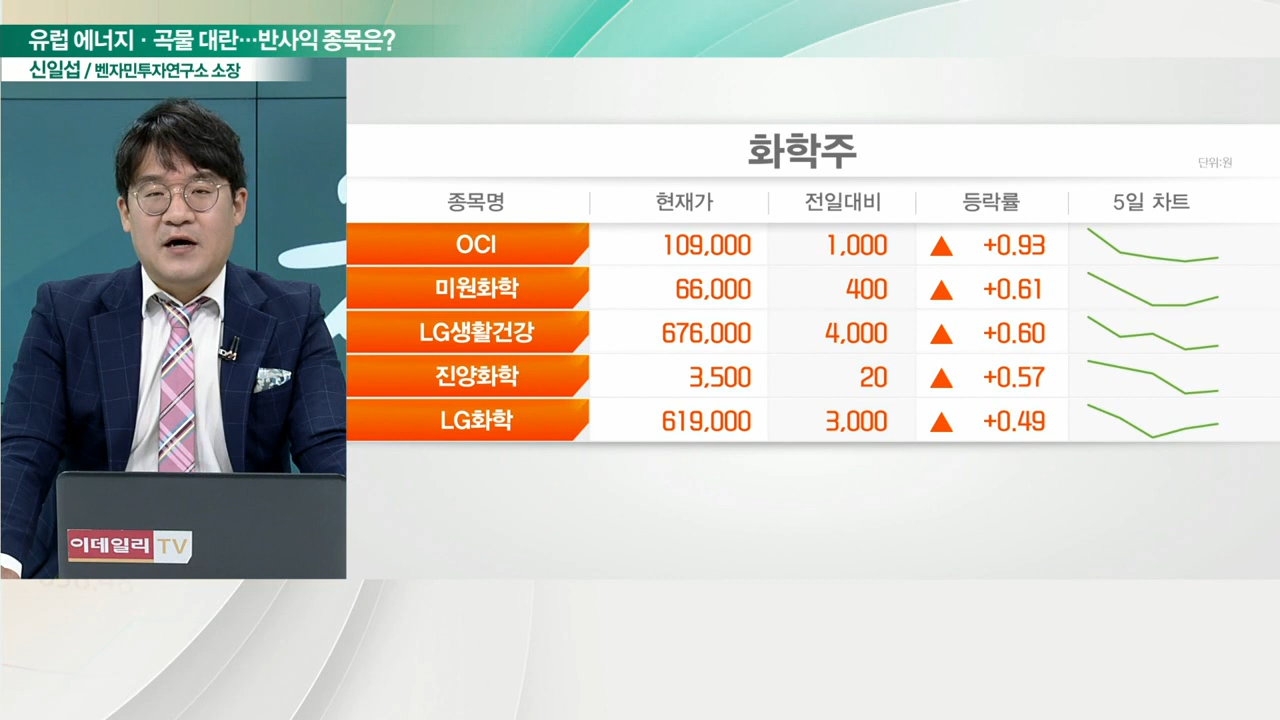 유럽 에너지·곡물 대란…반사익 종목은?
신일섭 / 벤자민투자연구소 소장
화학주
단위:원
종목명 현재가 전일대비 등락률 5일 차트
OCI 109,000 1,000 ▲ +0.93
미원화학 66,000 400 ▲ +0.61
LG생활건강 676,000 4,000 ▲ +0.60
진양화학 3,500 20 ▲ +0.57
LG화학 619,000 3,000 ▲ +0.49
이데일리 TV